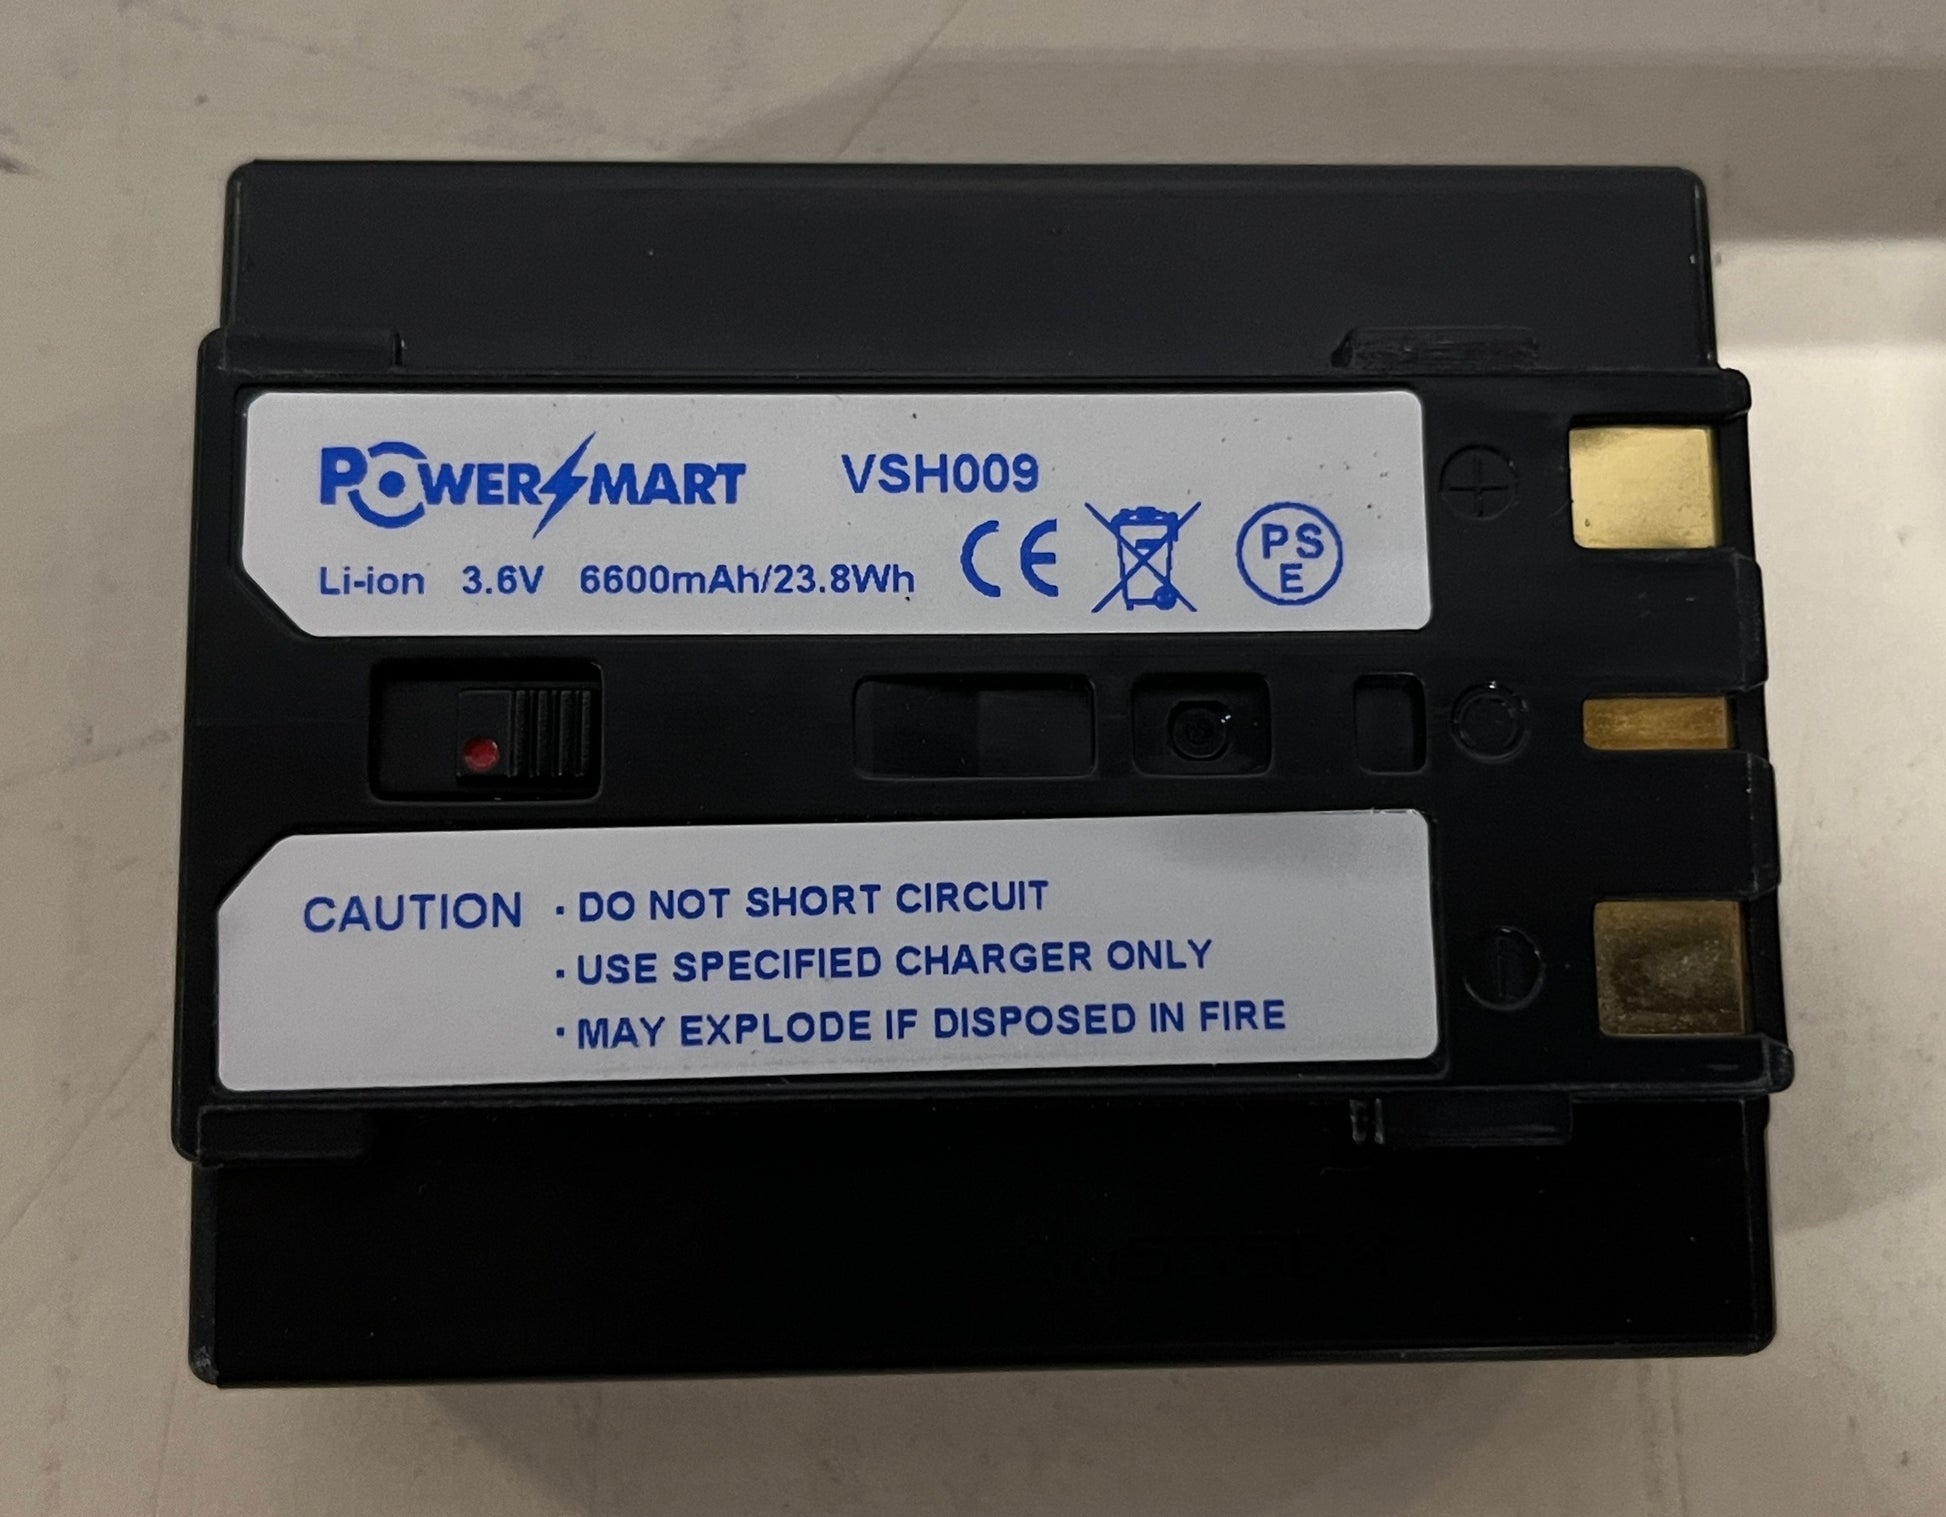 POWERSMART VSH009
Li-ion 3.6V 6600mAh/23.8Wh CE PSE
CAUTION · DO NOT SHORT CIRCUIT
· USE SPECIFIED CHARGER ONLY
· MAY EXPLODE IF DISPOSED IN FIRE